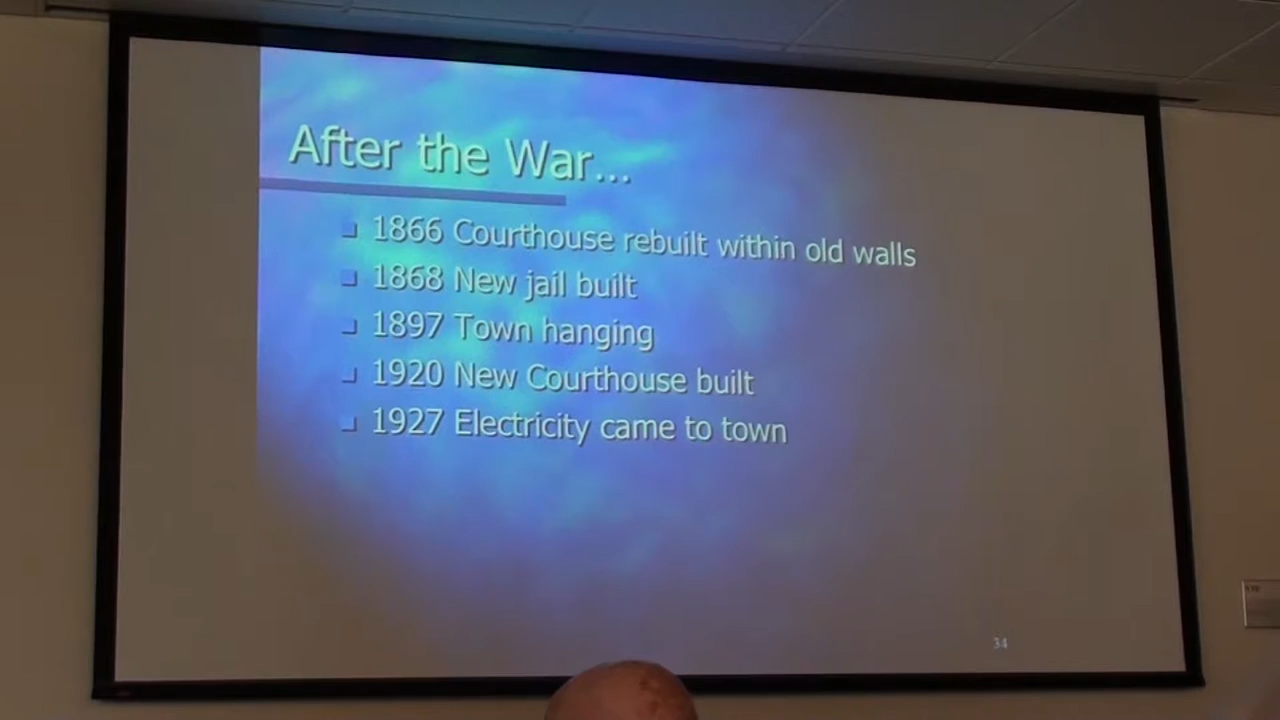 After the War...
1866 Courthouse rebuilt within old walls
1868 New jail built
1897 Town hanging
1920 New Courthouse built
1927 Electricity came to town
34